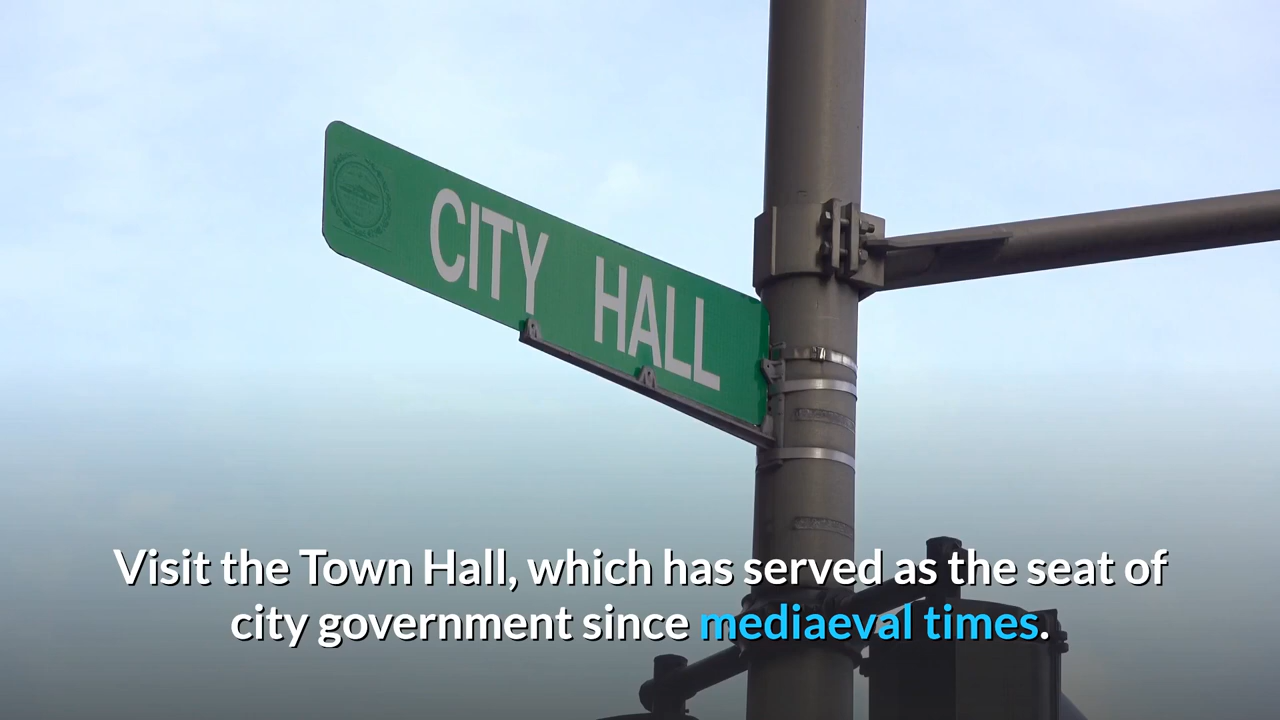 CITY HALL
Visit the Town Hall, which has served as the seat of
city government since mediaeval times.